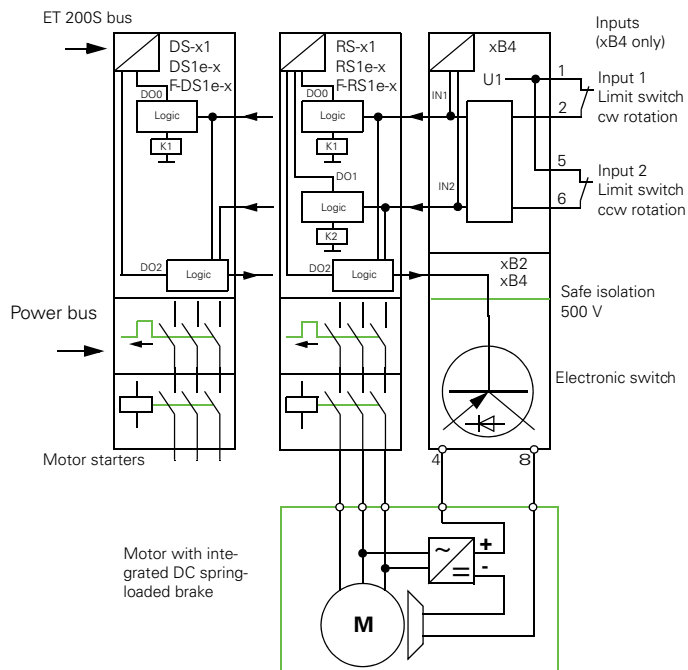 ET 200S bus
DS-x1
DS1e-x
F-DS1e-x
DO0
Logic
K1
DO2
Logic
RS-x1
RS1e-x
F-RS1e-x
DO0
Logic
K1
DO1
Logic
K2
DO2
Logic
xB4
U1
IN1
IN2
Inputs
(xB4 only)
1
2
Input 1
Limit switch
cw rotation
5
6
Input 2
Limit switch
ccw rotation
xB2
xB4
Safe isolation
500 V
Power bus
Electronic switch
Motor starters
4
8
Motor with inte-
grated DC spring-
loaded brake
~
=
+
-
M